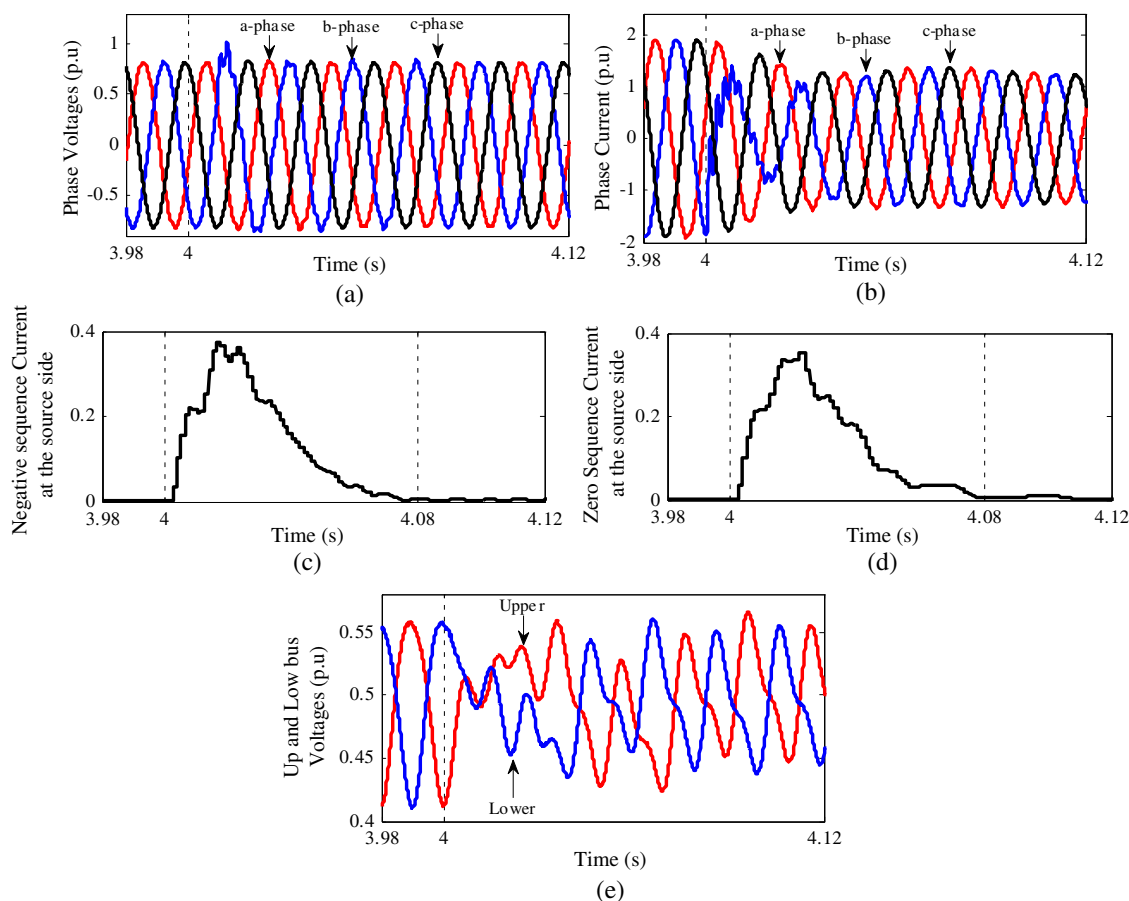 Phase Voltages (p.u)
1
0.5
0
-0.5
a-phase
b-phase
c-phase
3.98
4
4.12
Time (s)
(a)
Phase Current (p.u)
2
1
0
-1
-2
a-phase
b-phase
c-phase
3.98
4
4.12
Time (s)
(b)
Negative sequence Current
at the source side
0.4
0.2
0
3.98
4
4.08
4.12
Time (s)
(c)
Zero Sequence Current
at the source side
0.4
0.2
0
3.98
4
4.08
4.12
Time (s)
(d)
Up and Low bus
Voltages (p.u)
0.55
0.5
0.45
0.4
Upper
Lower
3.98
4
4.12
Time (s)
(e)